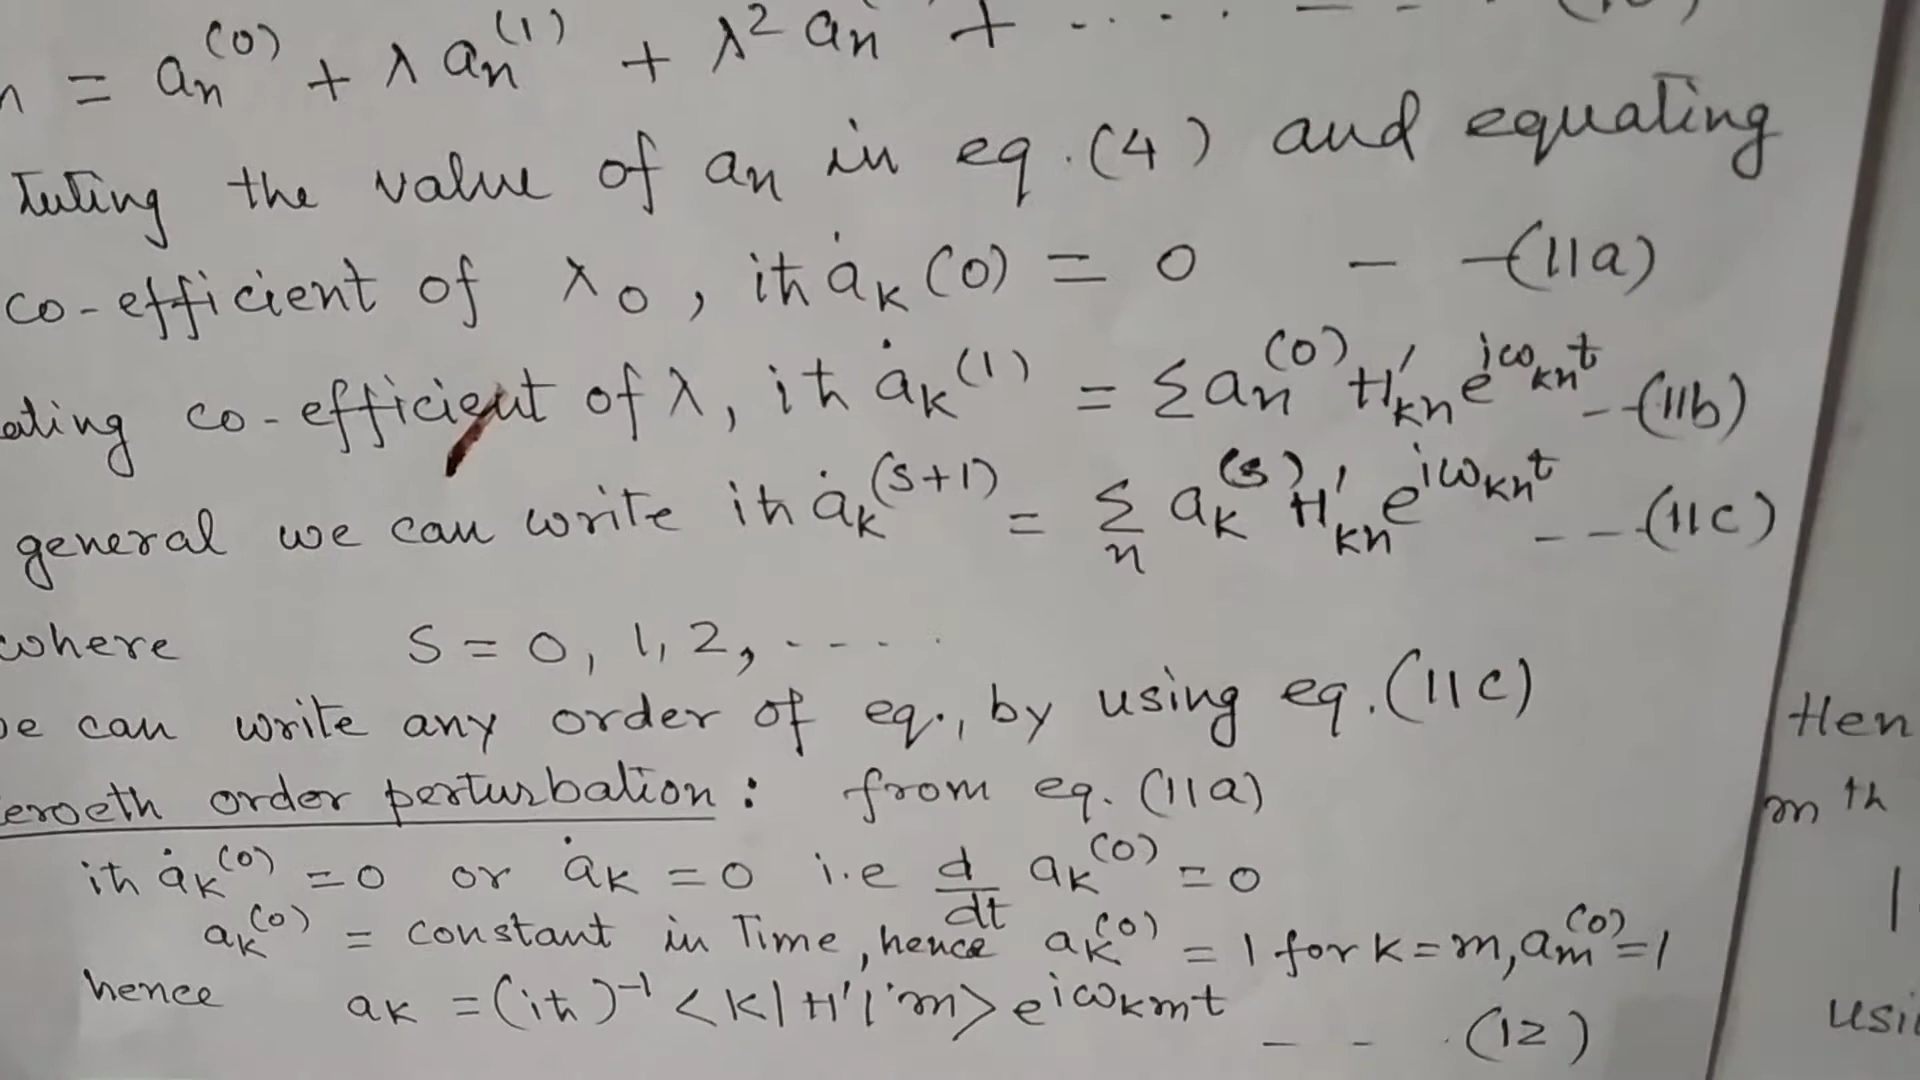 n = aₙ⁽⁰⁾ + λ aₙ⁽¹⁾ + λ² aₙ + ....
tuting the value of an in eq.(4) and equating
co-efficient of λ₀, iħ ȧₖ(0) = 0 - -(11a)
ating co-efficient of λ, iħ ȧₖ⁽¹⁾ = Σ aₙ⁽⁰⁾ H'ₖₙ e^{iωₖₙt} --(11b)
general we can write iħ ȧₖ⁽ˢ⁺¹⁾ = Σₙ aₖ⁽ˢ⁾ H'ₖₙ e^{iωₖₙt} --(11c)
where S = 0, 1, 2, ----
can write any order of eq., by using eq.(11c)
eroeth order perturbation : from eq. (11a)
iħ ȧₖ⁽⁰⁾ = 0 or ȧₖ = 0 i.e d/dt aₖ⁽⁰⁾ = 0
aₖ⁽⁰⁾ = constant in Time, hence aₖ⁽⁰⁾ = 1 for k = m, aₘ⁽⁰⁾ = 1
hence aₖ = (iħ)⁻¹ <k|H'|'m> e^{iωₖₘt} -- .(12)
Hen
m th
|
usi